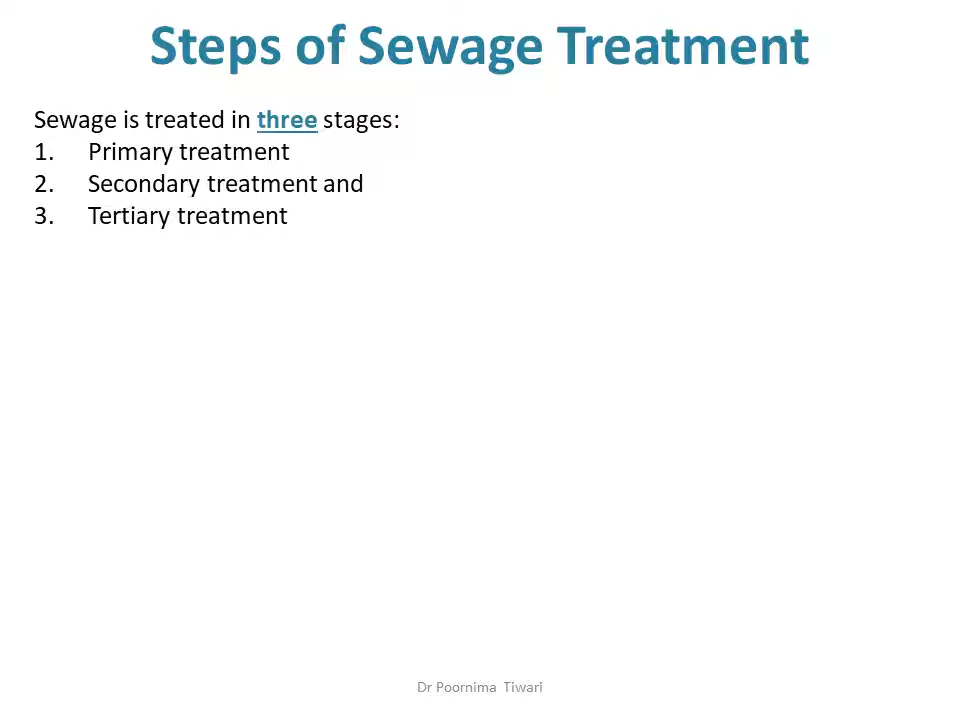 Steps of Sewage Treatment
Sewage is treated in three stages:
1. Primary treatment
2. Secondary treatment and
3. Tertiary treatment
Dr Poornima Tiwari